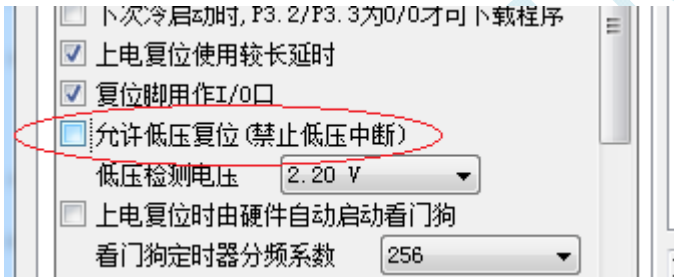 下次冷启动时,P3.2/P3.3为0/0才可下载程序
上电复位使用较长延时
复位脚用作I/O口
允许低压复位(禁止低压中断)
低压检测电压 2.20 V
上电复位时由硬件自动启动看门狗
看门狗定时器分频系数 256